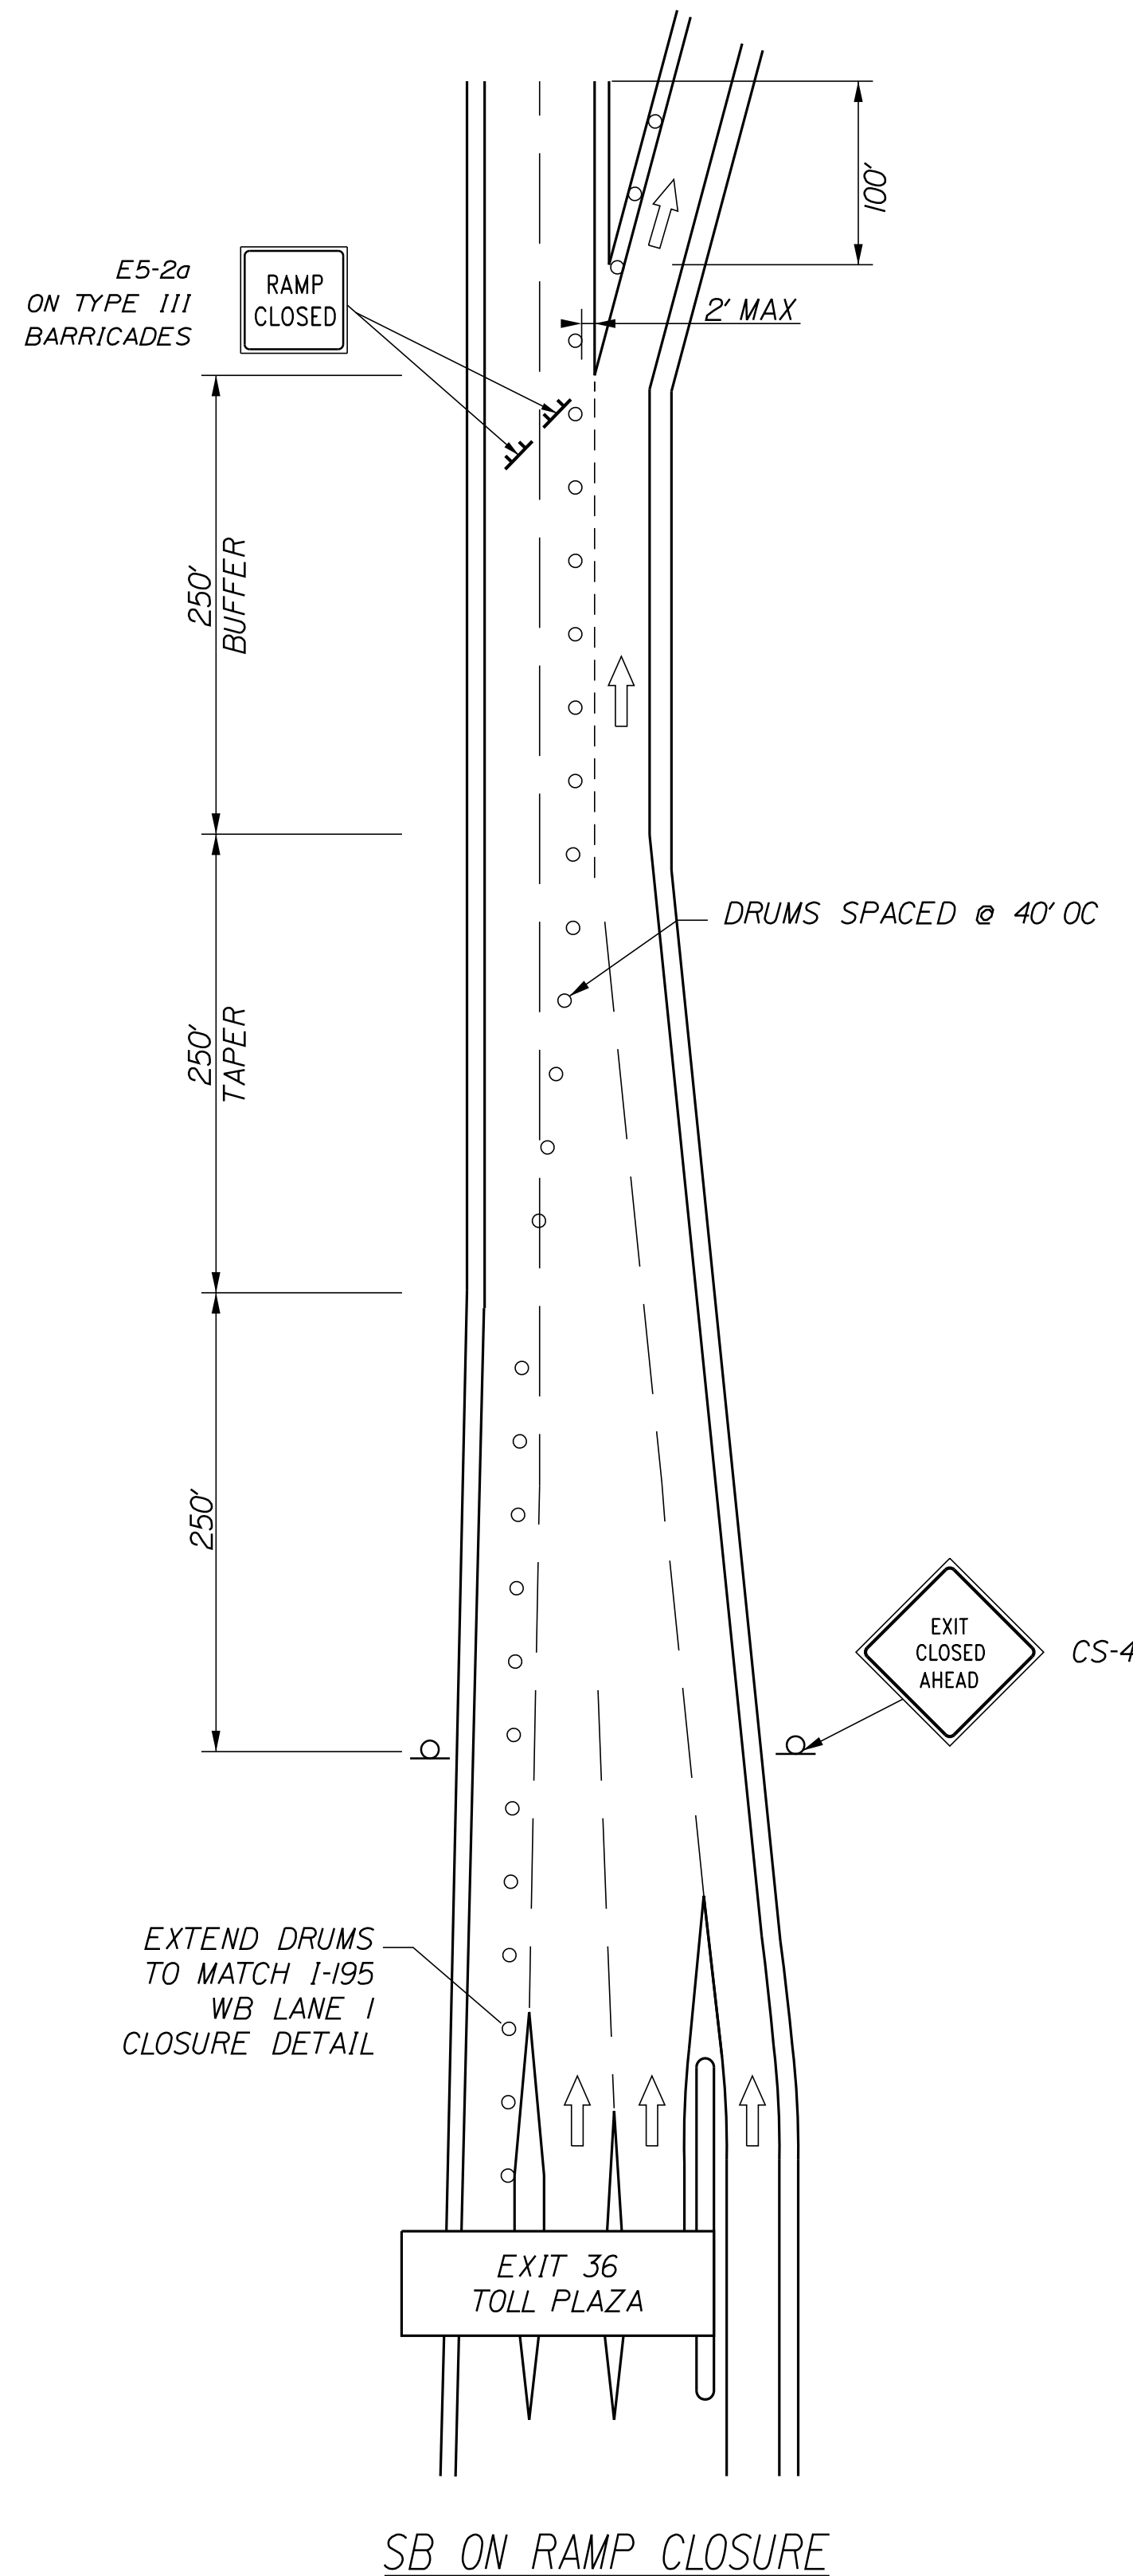 100'
E5-2a
ON TYPE III
BARRICADES
RAMP
CLOSED
2' MAX
250'
BUFFER
DRUMS SPACED @ 40' OC
250'
TAPER
250'
EXIT
CLOSED
AHEAD
CS-4
EXTEND DRUMS
TO MATCH I-195
WB LANE 1
CLOSURE DETAIL
EXIT 36
TOLL PLAZA
SB ON RAMP CLOSURE